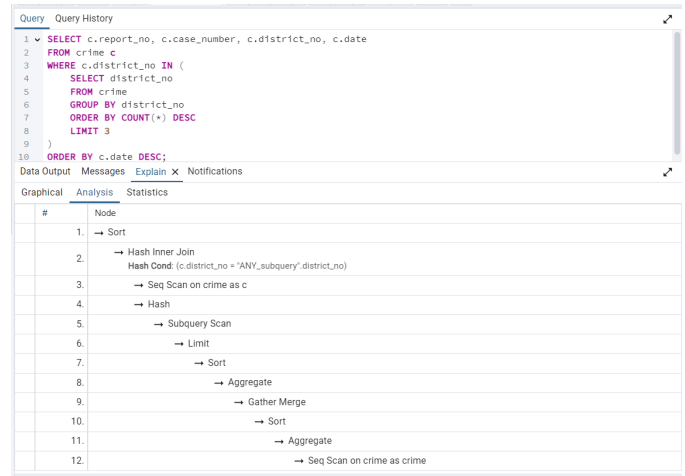 Query Query History
1 SELECT c.report_no, c.case_number, c.district_no, c.date
2 FROM crime c
3 WHERE c.district_no IN (
4 SELECT district_no
5 FROM crime
6 GROUP BY district_no
7 ORDER BY COUNT(*) DESC
8 LIMIT 3
9 )
10 ORDER BY c.date DESC;
Data Output Messages Explain X Notifications
Graphical Analysis Statistics
# Node
1. → Sort
2. → Hash Inner Join
Hash Cond: (c.district_no = "ANY_subquery".district_no)
3. → Seq Scan on crime as c
4. → Hash
5. → Subquery Scan
6. → Limit
7. → Sort
8. → Aggregate
9. → Gather Merge
10. → Sort
11. → Aggregate
12. → Seq Scan on crime as crime